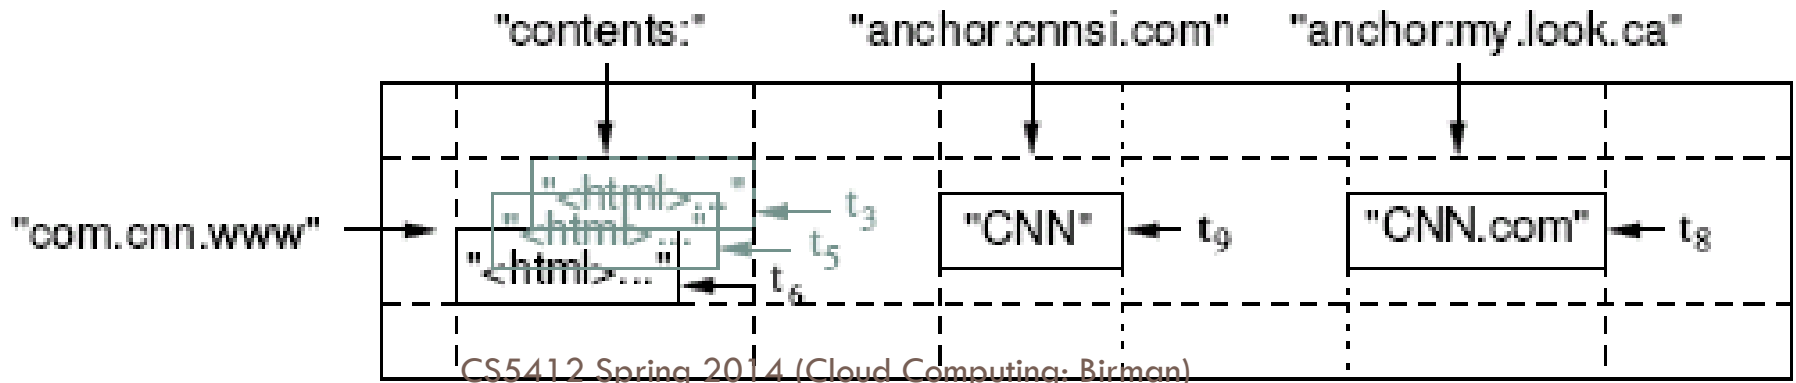 "contents:" "anchor:cnnsi.com" "anchor:my.look.ca"
"<html>..." t3
"com.cnn.www" "<html>..." "CNN" t9 "CNN.com" t8
t5
"<html>..." t6
CS5412 Spring 2014 (Cloud Computing: Birman)